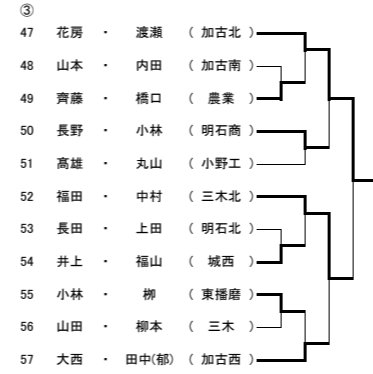 ③
47 花房 ・ 渡瀬 ( 加古北 )
48 山本 ・ 内田 ( 加古南 )
49 齊藤 ・ 橋口 ( 農業 )
50 長野 ・ 小林 ( 明石商 )
51 髙雄 ・ 丸山 ( 小野工 )
52 福田 ・ 中村 ( 三木北 )
53 長田 ・ 上田 ( 明石北 )
54 井上 ・ 福山 ( 城西 )
55 小林 ・ 栁 ( 東播磨 )
56 山田 ・ 柳本 ( 三木 )
57 大西 ・ 田中(郁) ( 加古西 )